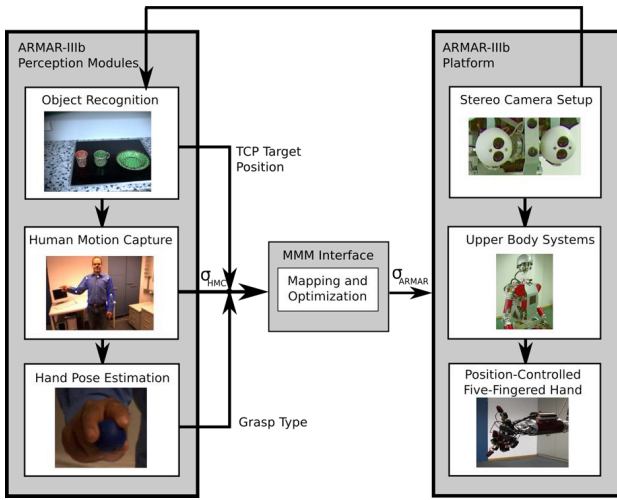 ARMAR-IIIb
Perception Modules
Object Recognition
Human Motion Capture
Hand Pose Estimation
TCP Target
Position
σHMC
Grasp Type
MMM Interface
Mapping and
Optimization
σARMAR
ARMAR-IIIb
Platform
Stereo Camera Setup
Upper Body Systems
Position-Controlled
Five-Fingered Hand